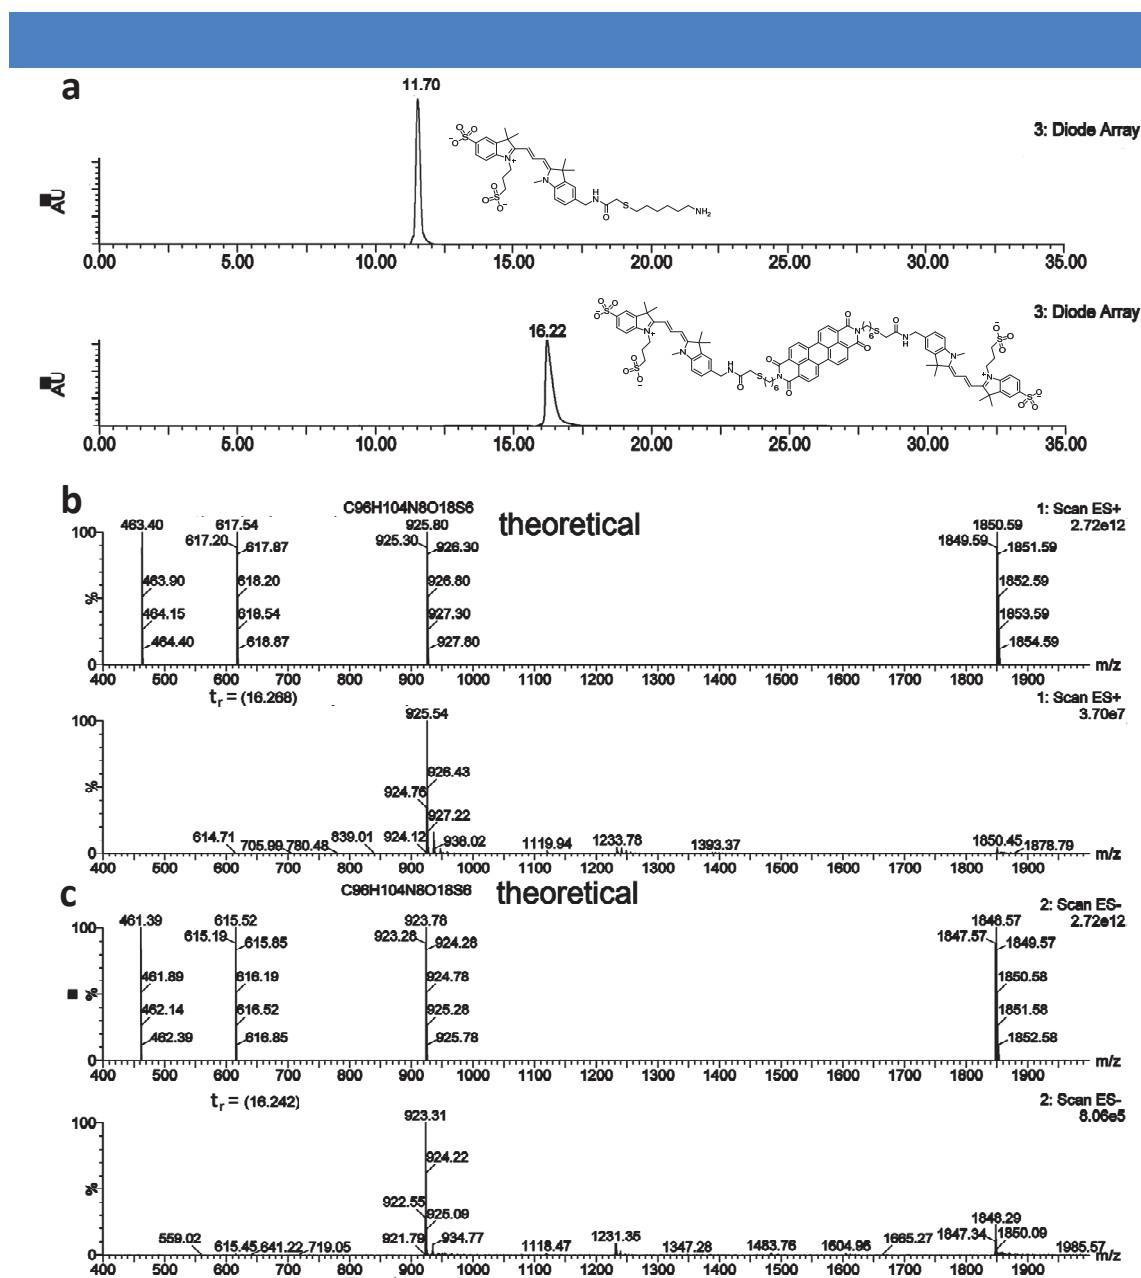 a
11.70
3: Diode Array
AU
0.00 5.00 10.00 15.00 20.00 25.00 30.00 35.00
16.22
3: Diode Array
AU
0.00 5.00 10.00 15.00 20.00 25.00 30.00 35.00
b
C96H104N8O18S6
theoretical
1: Scan ES+
2.72e12
463.40 617.54 925.80 1850.59
617.20 617.87 925.30 926.30 1849.59 1851.59
463.90 618.20 926.80 1852.59
464.15 618.54 927.30 1853.59
464.40 618.87 927.80 1854.59
100
%
0
m/z
400 500 600 700 800 900 1000 1100 1200 1300 1400 1500 1600 1700 1800 1900
tr = (16.268)
1: Scan ES+
3.70e7
100
%
0
925.54
926.43
924.76
927.22
614.71 705.99 780.48 839.01 924.12 938.02 1119.94 1233.78 1393.37 1850.45 1878.79
m/z
400 500 600 700 800 900 1000 1100 1200 1300 1400 1500 1600 1700 1800 1900
c
C96H104N8O18S6
theoretical
2: Scan ES-
2.72e12
461.39 615.52 923.78 1848.57
615.19 615.85 923.28 924.28 1847.57 1849.57
461.89 616.19 924.78 1850.58
462.14 616.52 925.28 1851.58
462.39 616.85 925.78 1852.58
100
%
0
m/z
400 500 600 700 800 900 1000 1100 1200 1300 1400 1500 1600 1700 1800 1900
tr = (16.242)
2: Scan ES-
8.06e5
100
%
0
923.31
924.22
922.55
925.09
559.02 615.45 641.22 719.05 921.79 934.77 1118.47 1231.35 1347.28 1483.76 1604.96 1665.27 1847.34 1848.29 1850.09 1985.57
m/z
400 500 600 700 800 900 1000 1100 1200 1300 1400 1500 1600 1700 1800 1900